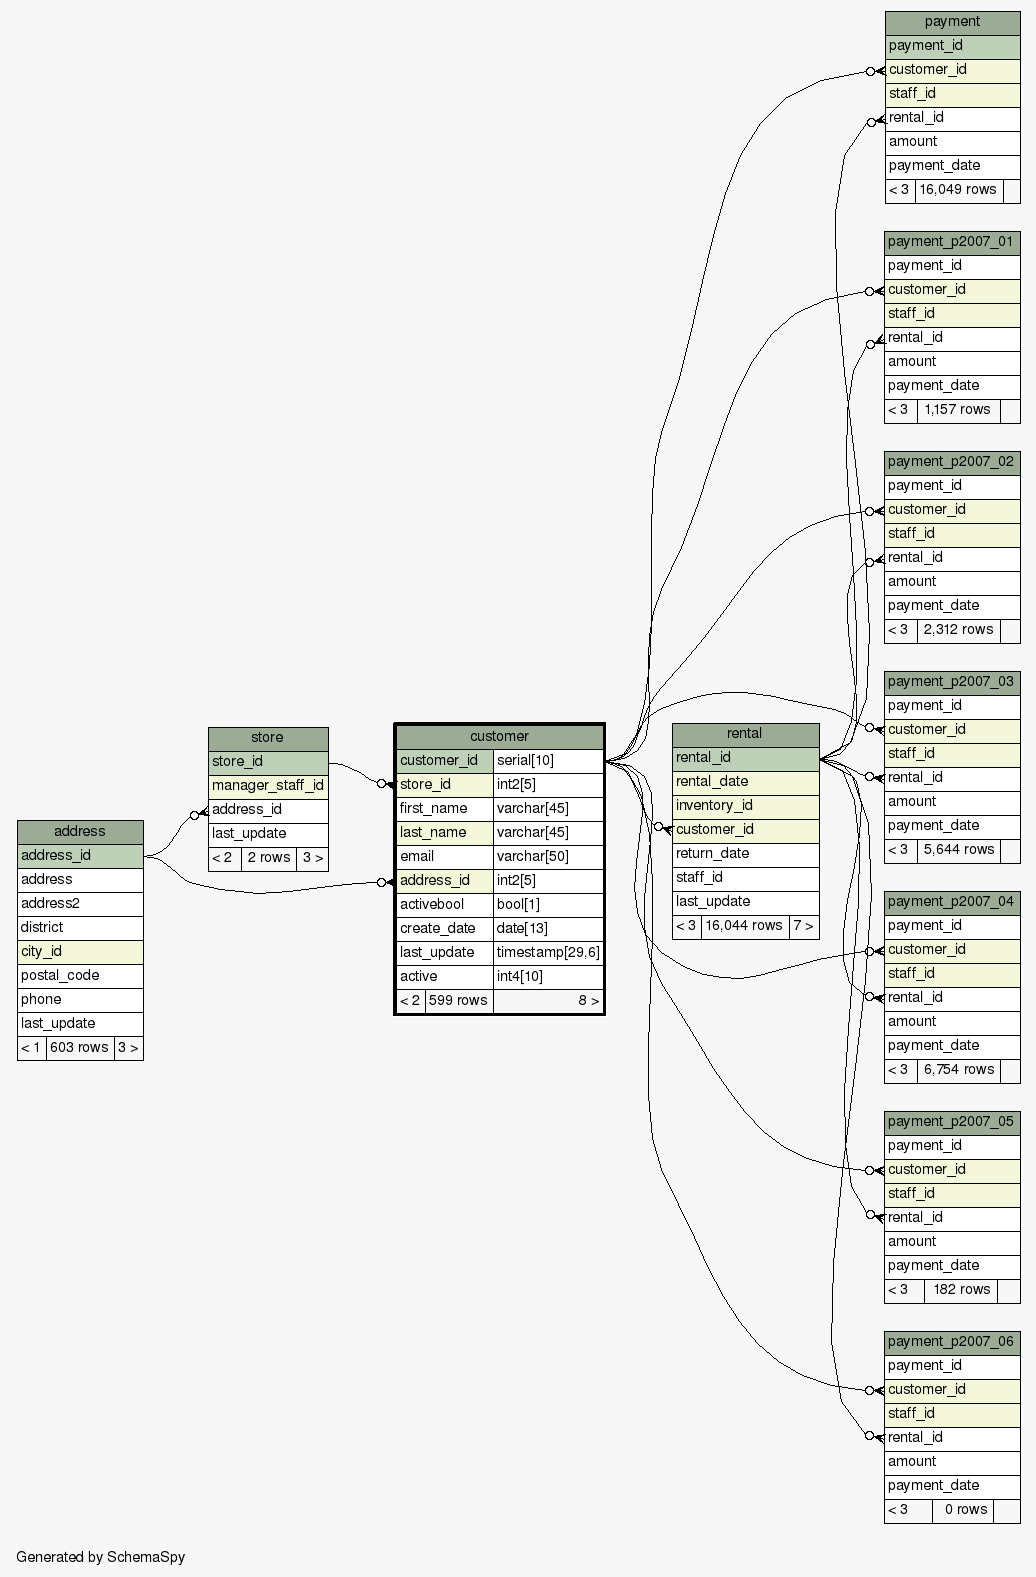 payment
payment_id
customer_id
staff_id
rental_id
amount
payment_date
< 3 16,049 rows
payment_p2007_01
payment_id
customer_id
staff_id
rental_id
amount
payment_date
< 3 1,157 rows
payment_p2007_02
payment_id
customer_id
staff_id
rental_id
amount
payment_date
< 3 2,312 rows
payment_p2007_03
payment_id
customer_id
staff_id
rental_id
amount
payment_date
< 3 5,644 rows
store
store_id
manager_staff_id
address_id
last_update
< 2 2 rows 3 >
customer
customer_id serial[10]
store_id int2[5]
first_name varchar[45]
last_name varchar[45]
email varchar[50]
address_id int2[5]
activebool bool[1]
create_date date[13]
last_update timestamp[29,6]
active int4[10]
< 2 599 rows 8 >
rental
rental_id
rental_date
inventory_id
customer_id
return_date
staff_id
last_update
< 3 16,044 rows 7 >
address
address_id
address
address2
district
city_id
postal_code
phone
last_update
< 1 603 rows 3 >
payment_p2007_04
payment_id
customer_id
staff_id
rental_id
amount
payment_date
< 3 6,754 rows
payment_p2007_05
payment_id
customer_id
staff_id
rental_id
amount
payment_date
< 3 182 rows
payment_p2007_06
payment_id
customer_id
staff_id
rental_id
amount
payment_date
< 3 0 rows
Generated by SchemaSpy